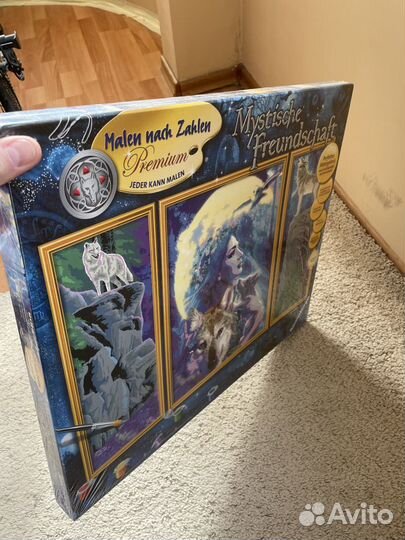 Malen nach Zahlen
Premium
JEDER KANN MALEN
Mystische
Freundschaft
Avito